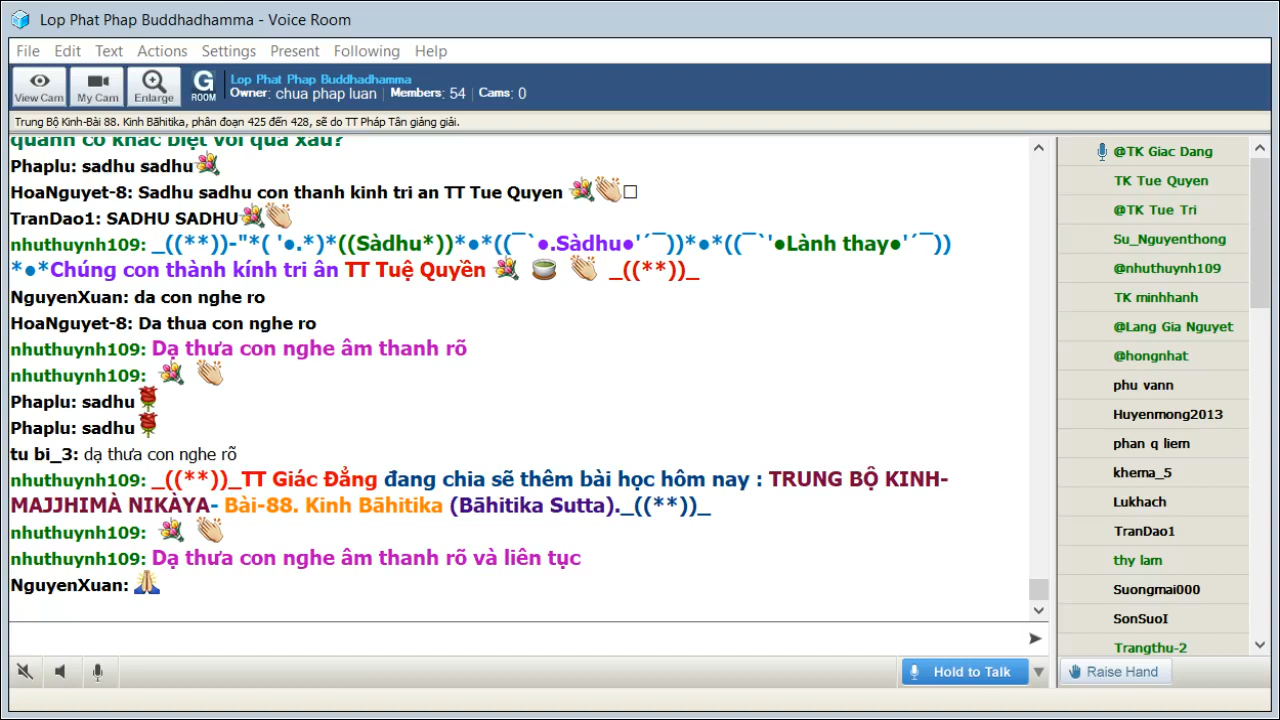 Lop Phat Phap Buddhadhamma - Voice Room
File Edit Text Actions Settings Present Following Help
View Cam My Cam Enlarge G ROOM
Lop Phat Phap Buddhadhamma
Owner: chua phap luan | Members: 54 | Cams: 0
Trung Bộ Kinh-Bài 88. Kinh Bāhitika, phân đoạn 425 đến 428, sẽ do TT Pháp Tân giảng giải.
Phaplu: sadhu sadhu💐
HoaNguyet-8: Sadhu sadhu con thanh kinh tri an TT Tue Quyen 💐👏□
TranDao1: SADHU SADHU💐👏
nhuthuynh109: _((**))-"*( '●.*)*((Sàdhu*))*●*((¯`●.Sàdhu●'´¯))*●*((¯`'●Lành thay●'´¯))
*●*Chúng con thành kính tri ân TT Tuệ Quyền 💐 🍵 👏 _((**))_
NguyenXuan: da con nghe ro
HoaNguyet-8: Da thua con nghe ro
nhuthuynh109: Dạ thưa con nghe âm thanh rõ
nhuthuynh109: 💐 👏
Phaplu: sadhu🌹
Phaplu: sadhu🌹
tu bi_3: dạ thưa con nghe rõ
nhuthuynh109: _((**))_TT Giác Đẳng đang chia sẽ thêm bài học hôm nay : TRUNG BỘ KINH-
MAJJHIMÀ NIKÀYA- Bài-88. Kinh Bāhitika (Bāhitika Sutta)._((**))_
nhuthuynh109: 💐 👏
nhuthuynh109: Dạ thưa con nghe âm thanh rõ và liên tục
NguyenXuan: 🙏
@TK Giac Dang
TK Tue Quyen
@TK Tue Tri
Su_Nguyenthong
@nhuthuynh109
TK minhhanh
@Lang Gia Nguyet
@hongnhat
phu vann
Huyenmong2013
phan q liem
khema_5
Lukhach
TranDao1
thy lam
Suongmai000
SonSuoI
Trangthu-2
Hold to Talk
Raise Hand